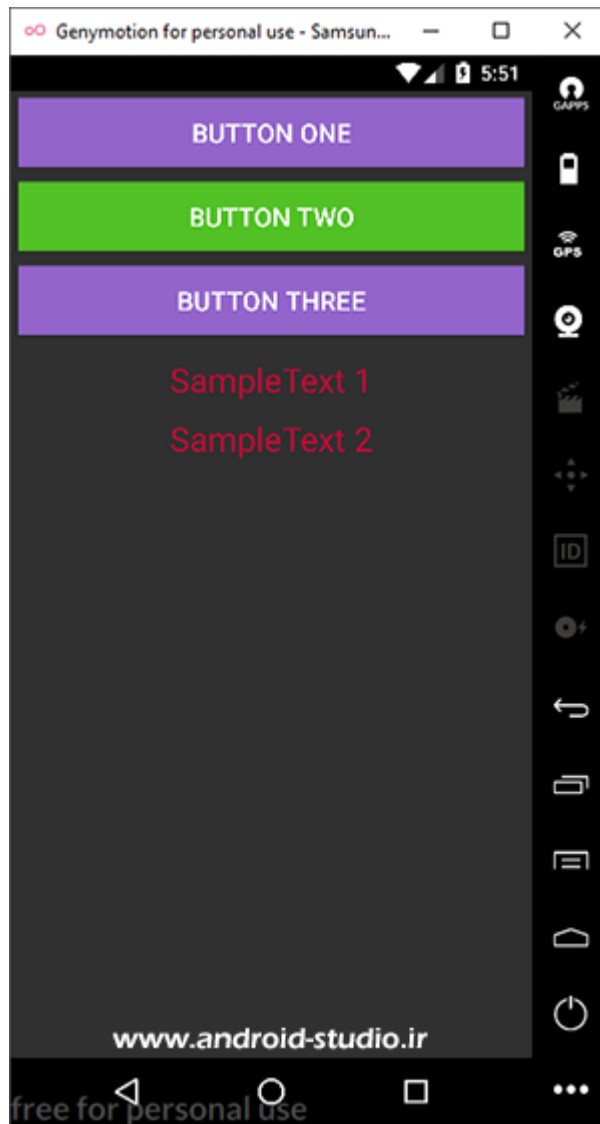 Genymotion for personal use - Samsun...
5:51
GAPPS
BUTTON ONE
BUTTON TWO
GPS
BUTTON THREE
SampleText 1
SampleText 2
ID
www.android-studio.ir
free for personal use